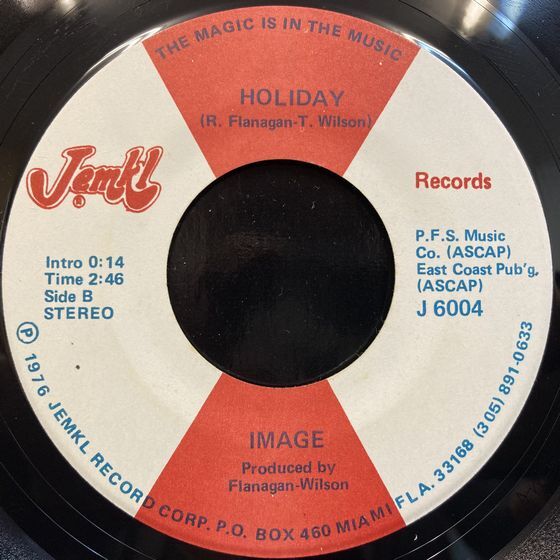 THE MAGIC IS IN THE MUSIC
HOLIDAY
(R. Flanagan-T. Wilson)
Jemkl
®
Records
Intro 0:14
Time 2:46
Side B
STEREO
P.F.S. Music
Co. (ASCAP)
East Coast Pub'g.
(ASCAP)
J 6004
IMAGE
Produced by
Flanagan-Wilson
℗ 1976 JEMKL RECORD CORP. P.O. BOX 460 MIAMI FLA. 33168 (305) 891-0633